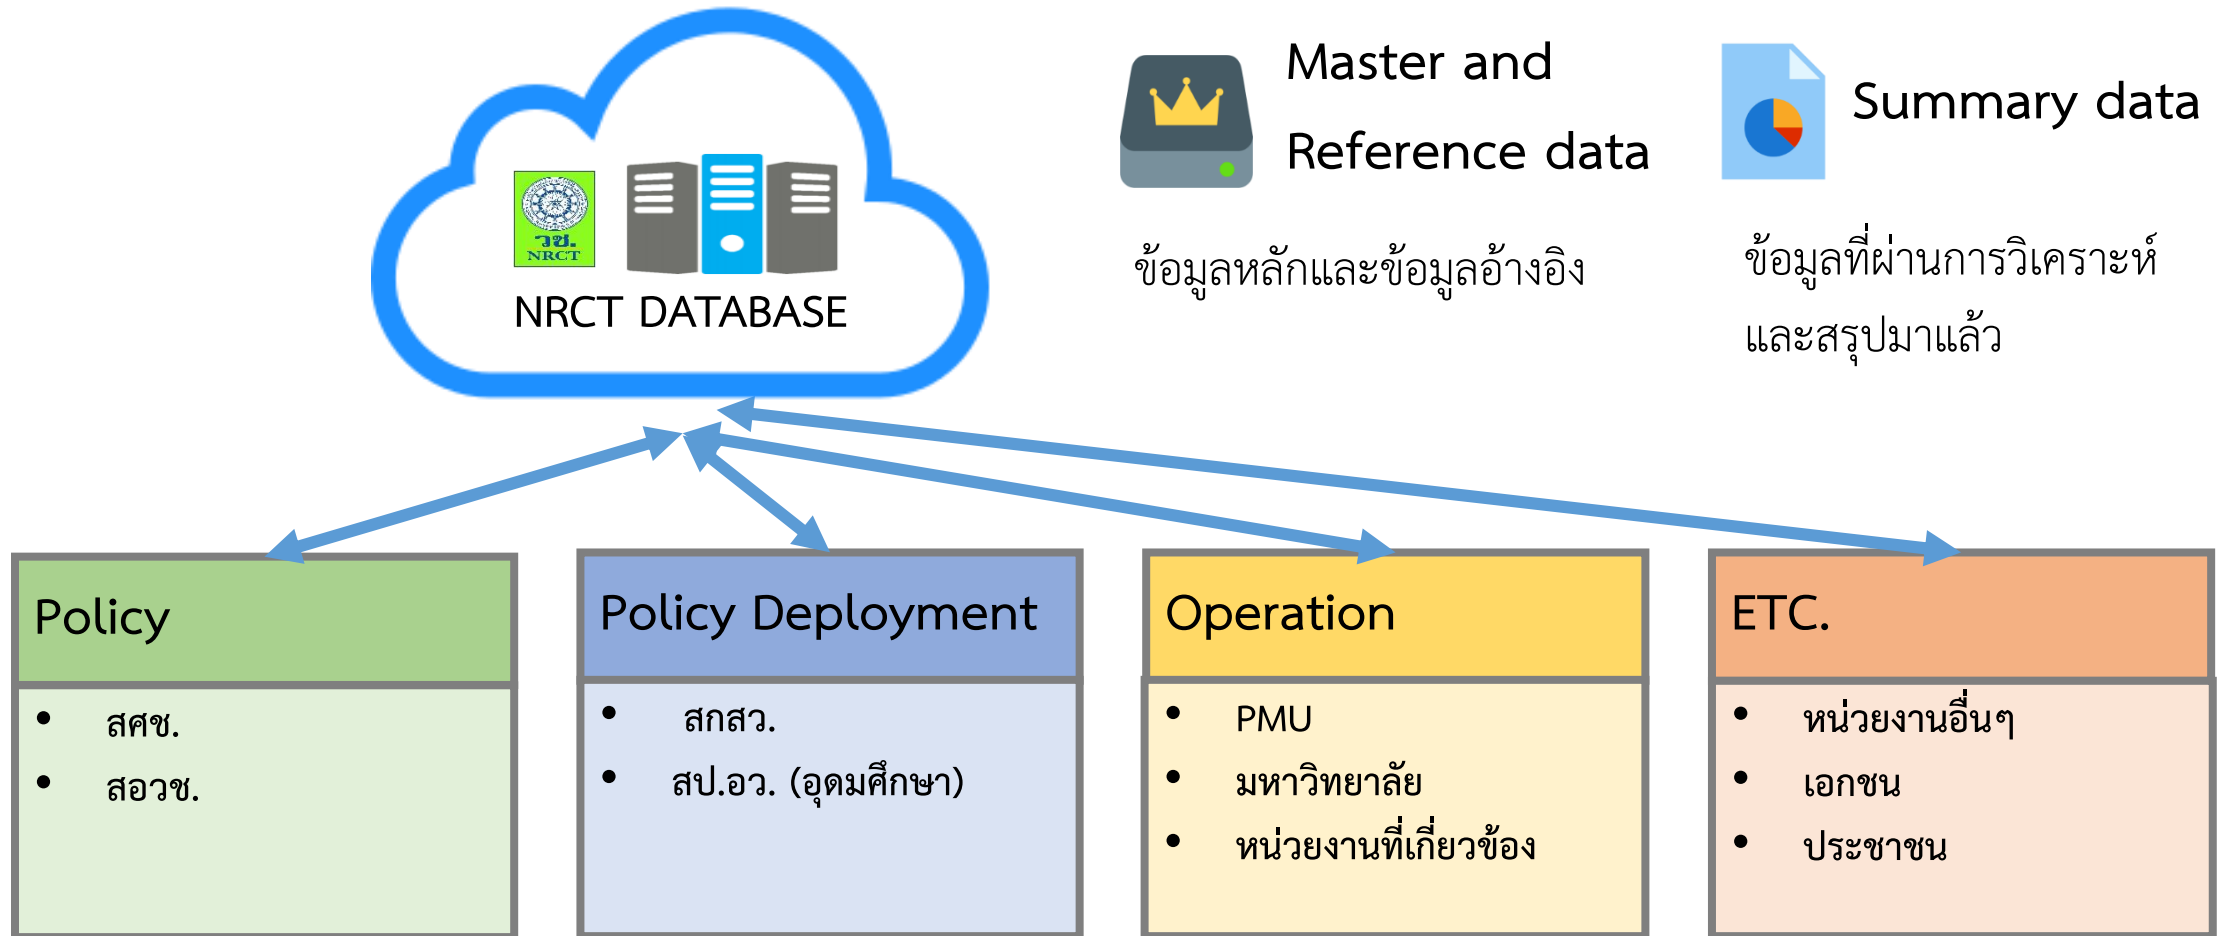 วช.
NRCT
NRCT DATABASE
Master and
Reference data
ข้อมูลหลักและข้อมูลอ้างอิง
Summary data
ข้อมูลที่ผ่านการวิเคราะห์
และสรุปมาแล้ว
Policy
• สศช.
• สอวช.
Policy Deployment
• สกสว.
• สป.อว. (อุดมศึกษา)
Operation
• PMU
• มหาวิทยาลัย
• หน่วยงานที่เกี่ยวข้อง
ETC.
• หน่วยงานอื่นๆ
• เอกชน
• ประชาชน